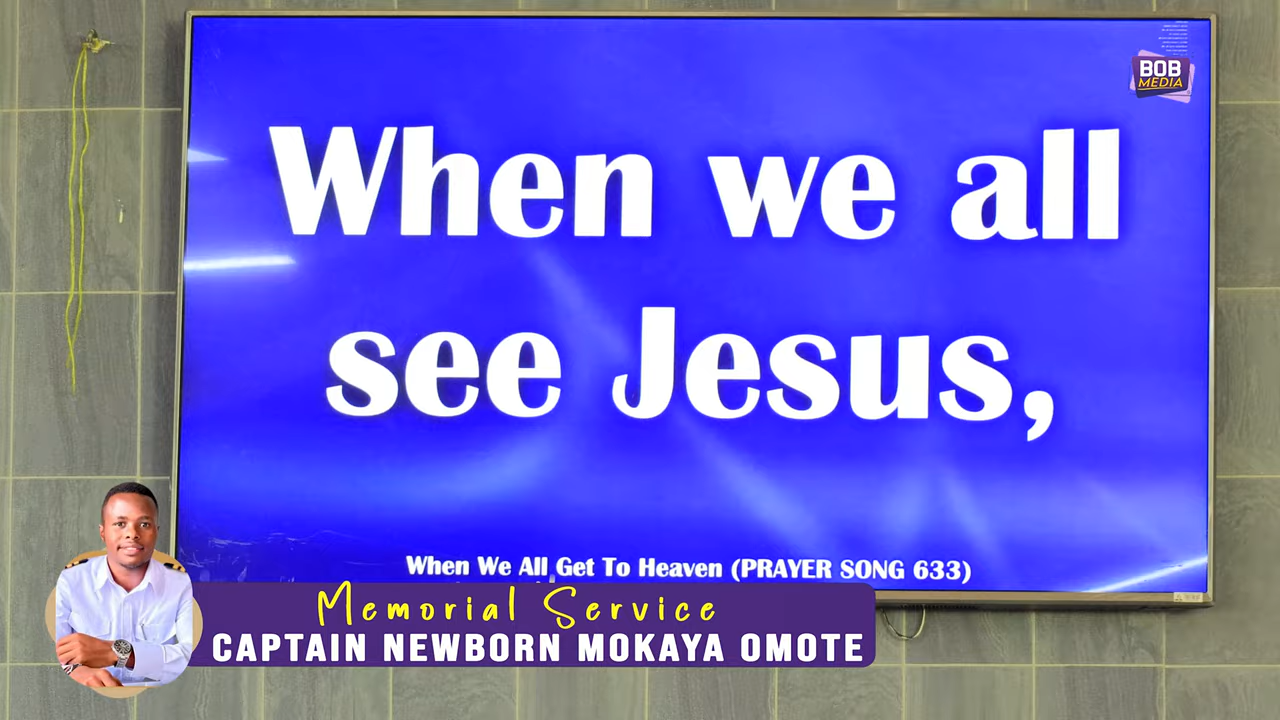 BOB
MEDIA
When we all
see Jesus,
When We All Get To Heaven (PRAYER SONG 633)
Memorial Service
CAPTAIN NEWBORN MOKAYA OMOTE